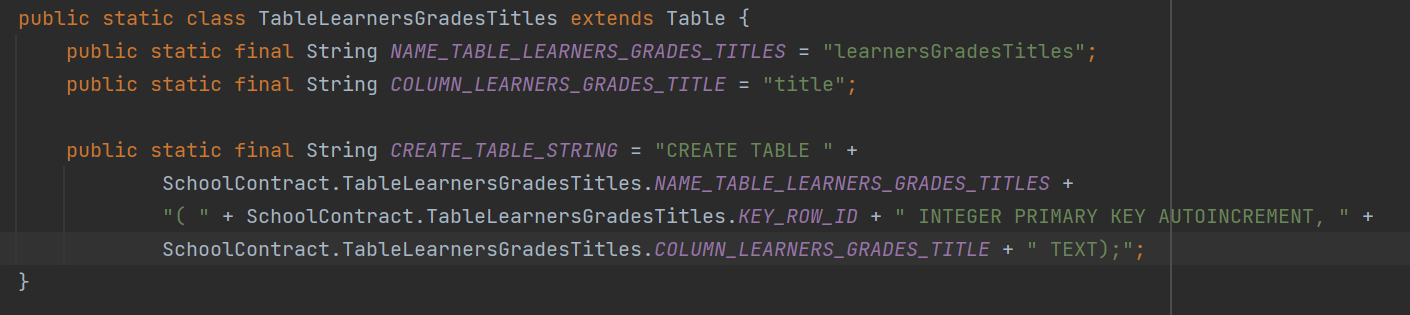 public static class TableLearnersGradesTitles extends Table {
public static final String NAME_TABLE_LEARNERS_GRADES_TITLES = "learnersGradesTitles";
public static final String COLUMN_LEARNERS_GRADES_TITLE = "title";
public static final String CREATE_TABLE_STRING = "CREATE TABLE " +
SchoolContract.TableLearnersGradesTitles.NAME_TABLE_LEARNERS_GRADES_TITLES +
"( " + SchoolContract.TableLearnersGradesTitles.KEY_ROW_ID + " INTEGER PRIMARY KEY AUTOINCREMENT, " +
SchoolContract.TableLearnersGradesTitles.COLUMN_LEARNERS_GRADES_TITLE + " TEXT);";
}